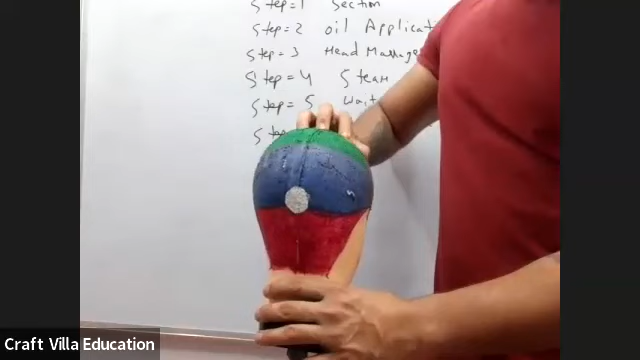 Step=1 Section
Step=2 oil Applicat
Step=3 Head Massage
Step=4 Steam
Step=5 Wait
Step
Craft Villa Education